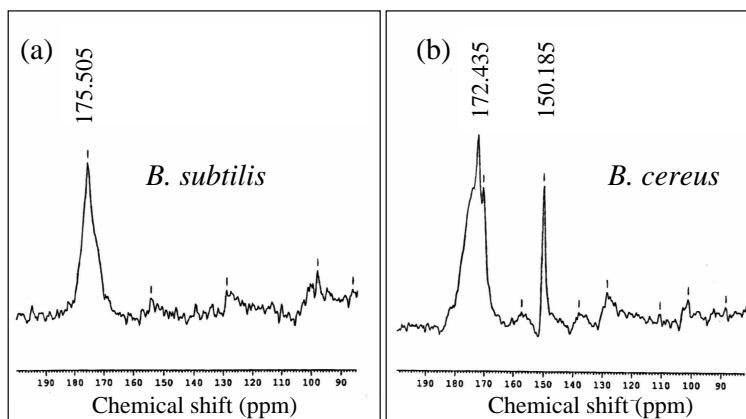 (a)
175.505
B. subtilis
190 180 170 160 150 140 130 120 110 100 90
Chemical shift (ppm)
(b)
172.435
150.185
B. cereus
190 180 170 160 150 140 130 120 110 100 90
Chemical shift (ppm)